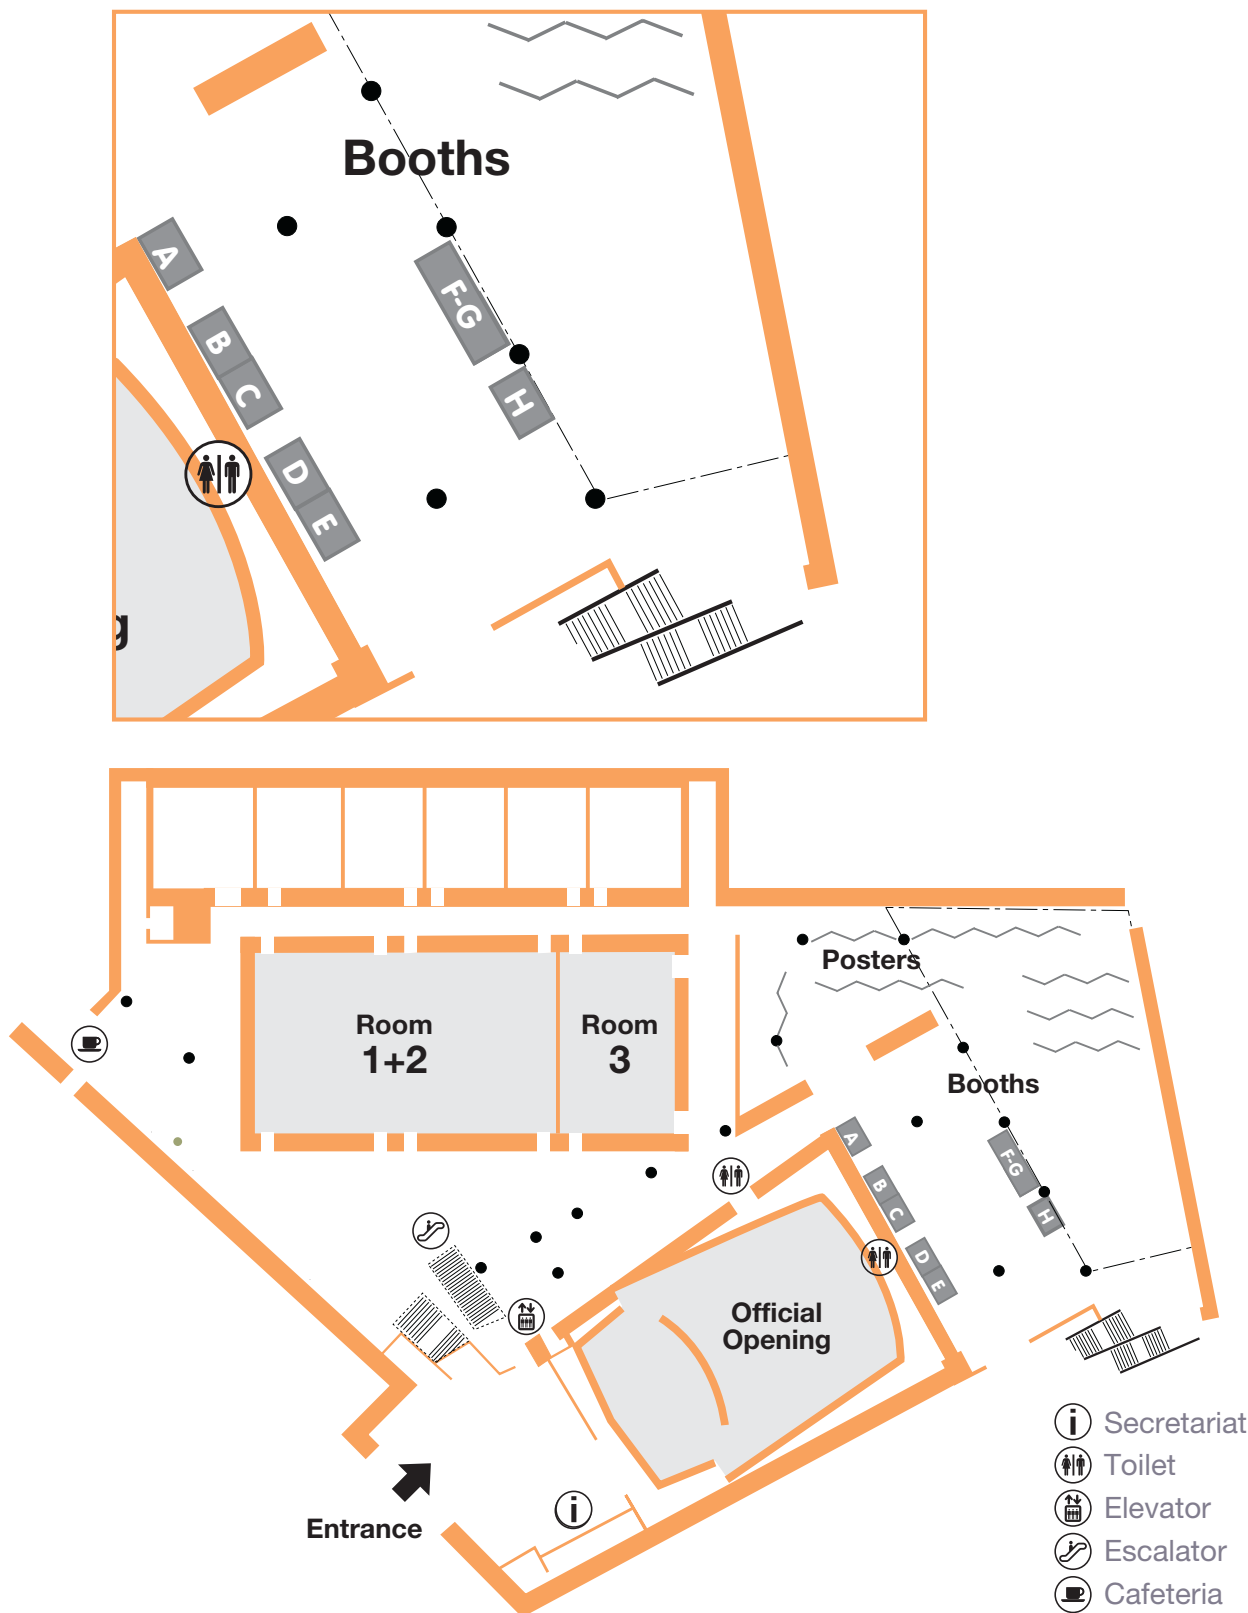 Booths
A
B
C
D
E
F-G
H
g
Room
1+2
Room
3
Posters
Booths
A
B
C
D
E
F-G
H
Official
Opening
Entrance
i
i Secretariat
Toilet
Elevator
Escalator
Cafeteria